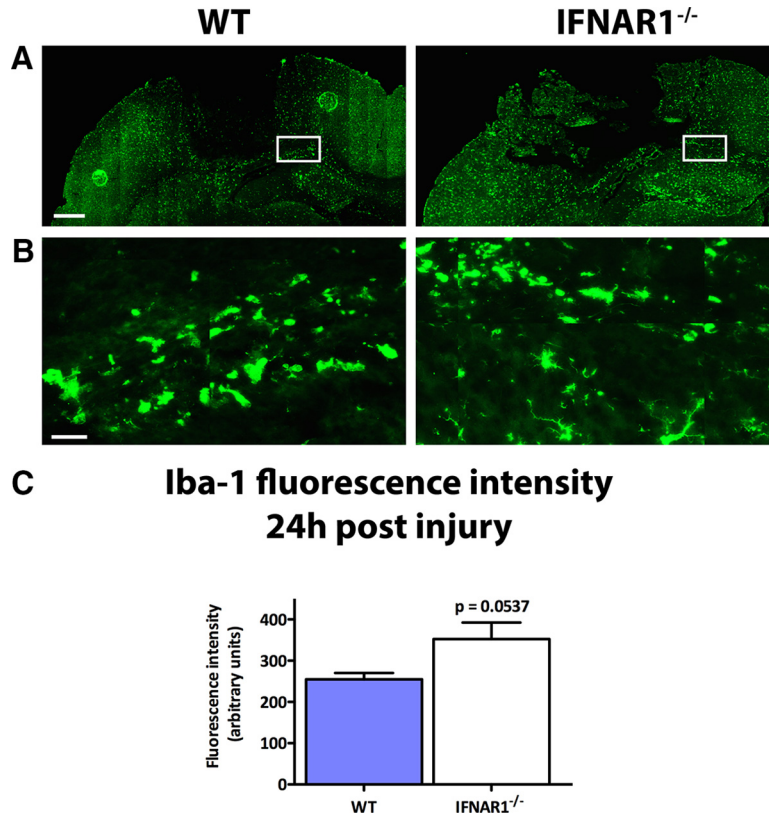 WT IFNAR1-/-
A
B
C
Iba-1 fluorescence intensity
24h post injury
p = 0.0537
Fluorescence intensity
(arbitrary units)
400
300
200
100
0
WT IFNAR1-/-